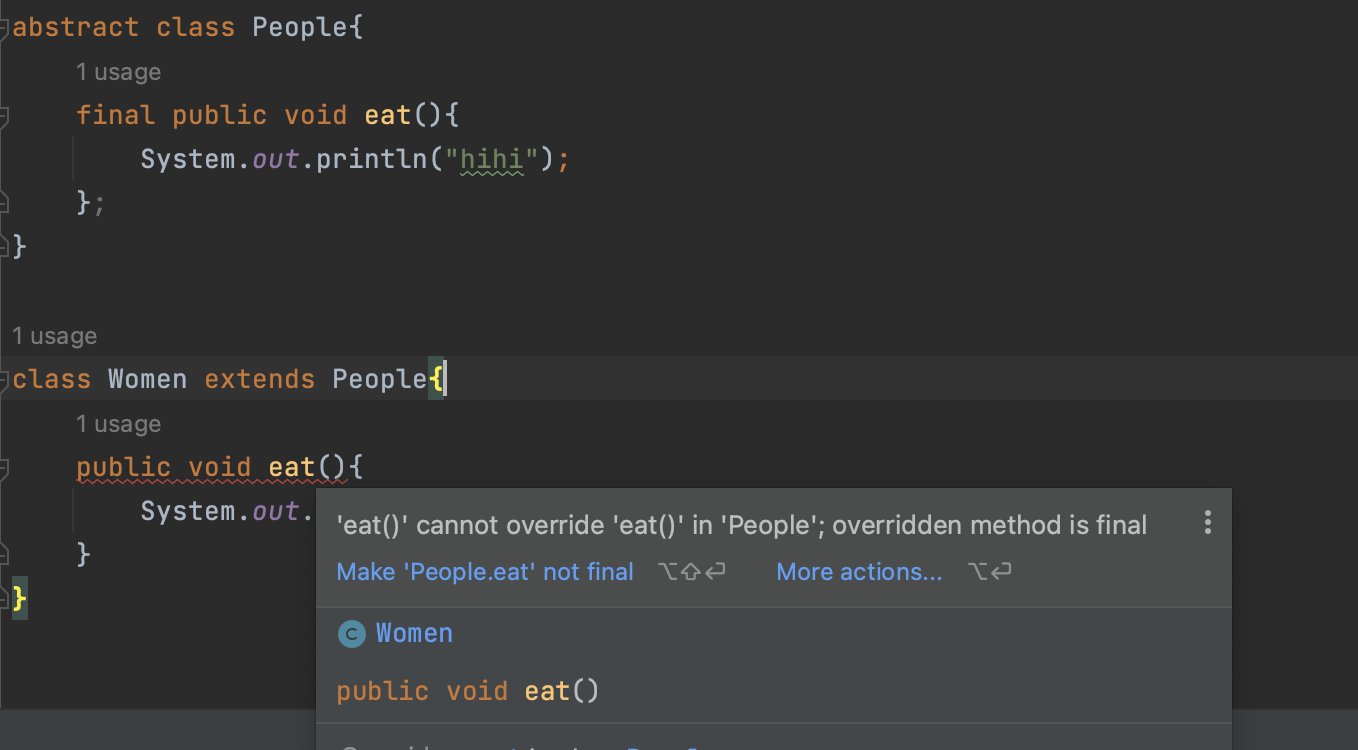 abstract class People{
1 usage
final public void eat(){
System.out.println("hihi");
};
}
1 usage
class Women extends People{
1 usage
public void eat(){
System.out.
}
}
'eat()' cannot override 'eat()' in 'People'; overridden method is final
Make 'People.eat' not final ⌥⇧⏎ More actions... ⌥⏎
C Women
public void eat()